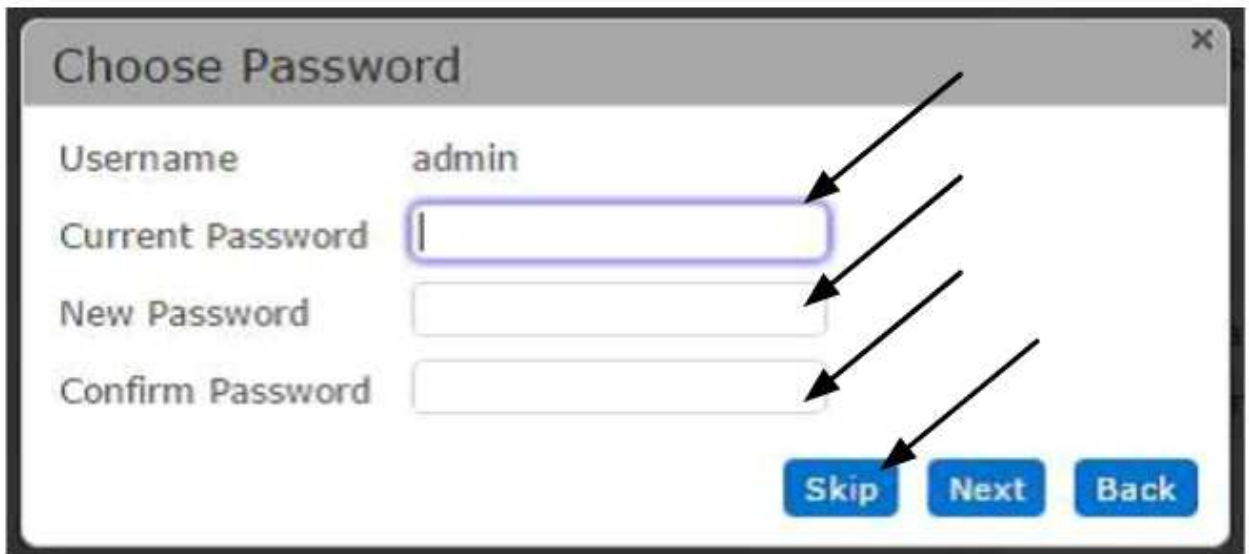 Choose Password
Username admin
Current Password
New Password
Confirm Password
Skip Next Back